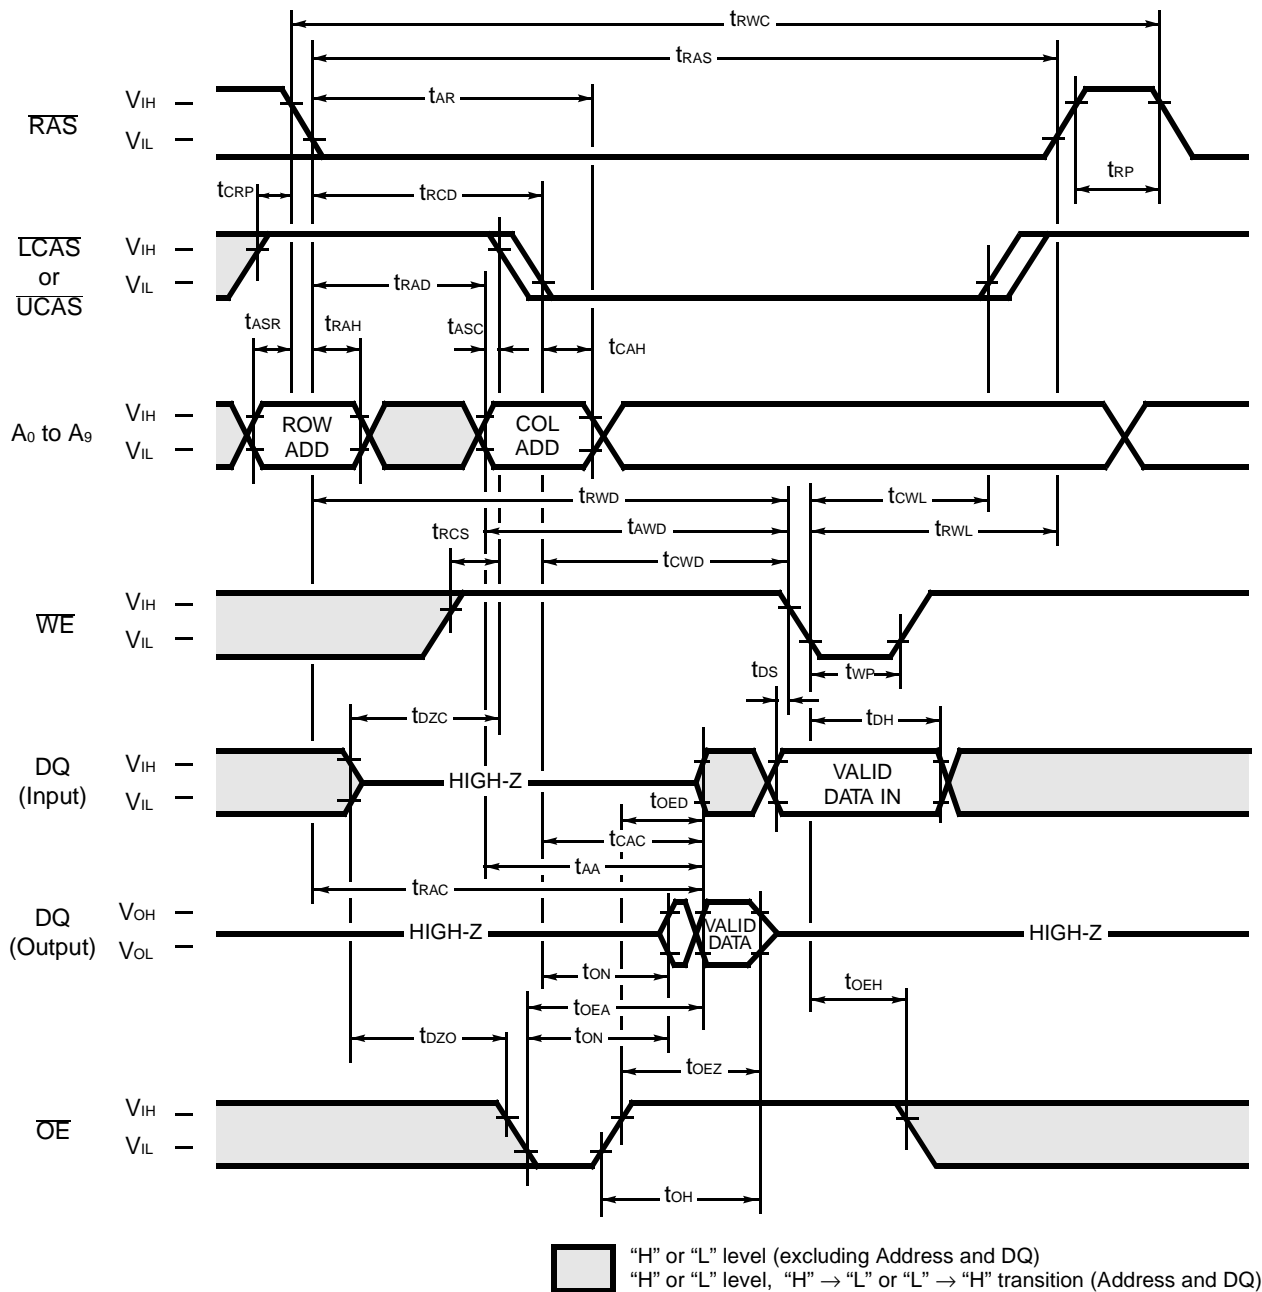 tRWC
tRAS
tAR
RAS
VIH
VIL
tCRP
tRCD
tRP
LCAS
or
UCAS
VIH
VIL
tRAD
tASR
tRAH
tASC
tCAH
A0 to A9
VIH
VIL
ROW
ADD
COL
ADD
tRWD
tCWL
tAWD
tRWL
tRCS
tCWD
WE
VIH
VIL
tDS
tWP
tDZC
tDH
DQ
(Input)
VIH
VIL
HIGH-Z
VALID
DATA IN
tOED
tCAC
tAA
tRAC
DQ
(Output)
VOH
VOL
HIGH-Z
VALID
DATA
HIGH-Z
tON
tOEH
tOEA
tDZO
tON
tOEZ
OE
VIH
VIL
tOH
“H” or “L” level (excluding Address and DQ)
“H” or “L” level, “H” → “L” or “L” → “H” transition (Address and DQ)